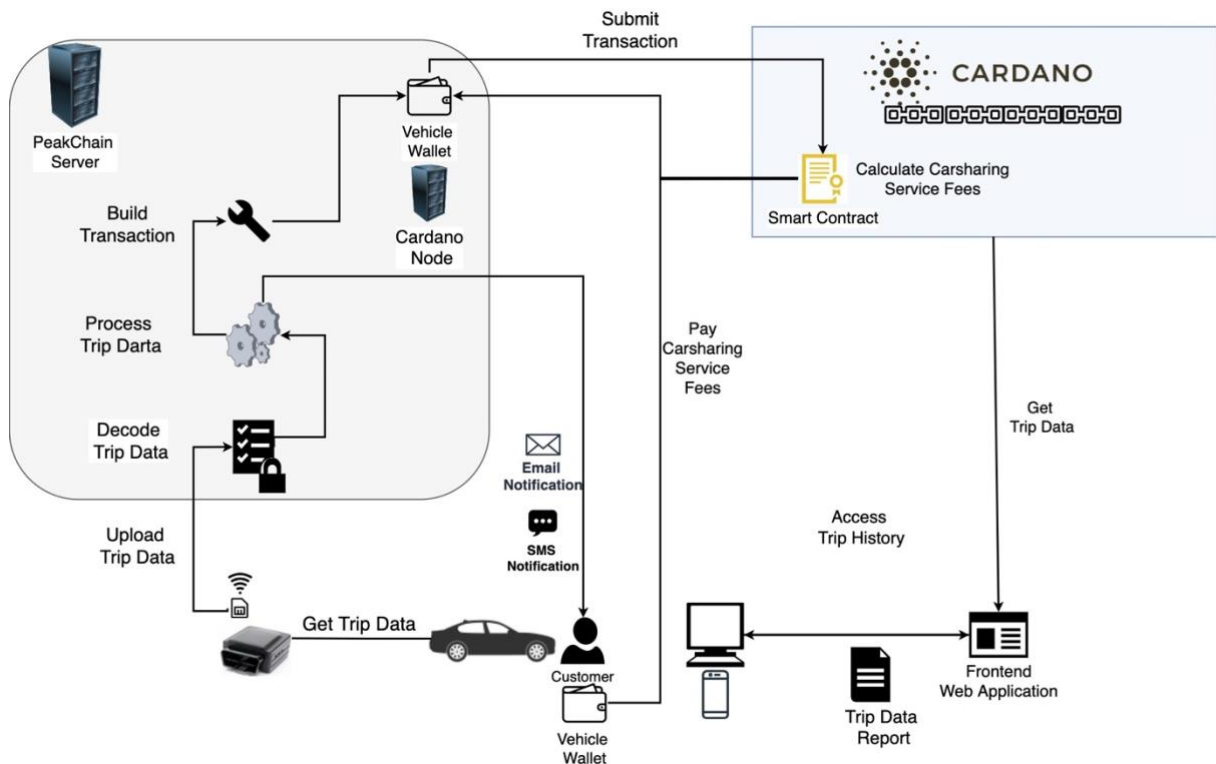 Submit
Transaction
CARDANO
PeakChain
Server
Vehicle
Wallet
Calculate Carsharing
Service Fees
Smart Contract
Build
Transaction
Cardano
Node
Process
Trip Darta
Pay
Carsharing
Service
Fees
Get
Trip Data
Decode
Trip Data
Email
Notification
Upload
Trip Data
SMS
Notification
Access
Trip History
Get Trip Data
Customer
Frontend
Web Application
Vehicle
Wallet
Trip Data
Report